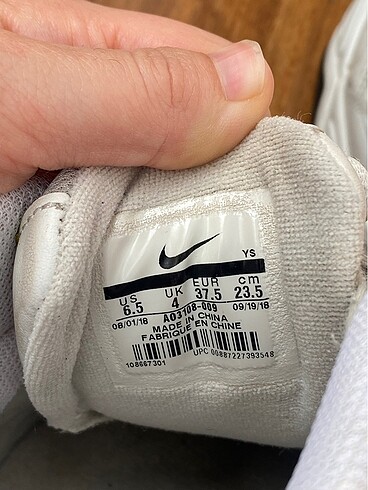 YS
US UK EUR cm
6.5 4 37.5 23.5
08/01/18 AO3108-009 09/19/18
MADE IN CHINA
FABRIQUE EN CHINE
UPC 00887227393548
108667301